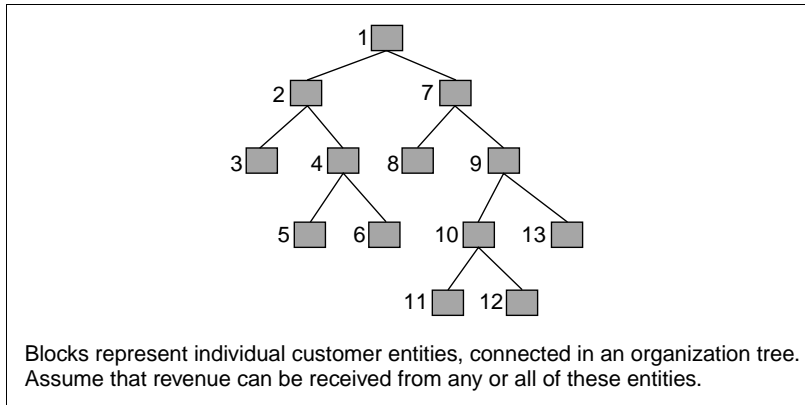 1
2 7
3 4 8 9
5 6 10 13
11 12
Blocks represent individual customer entities, connected in an organization tree.
Assume that revenue can be received from any or all of these entities.